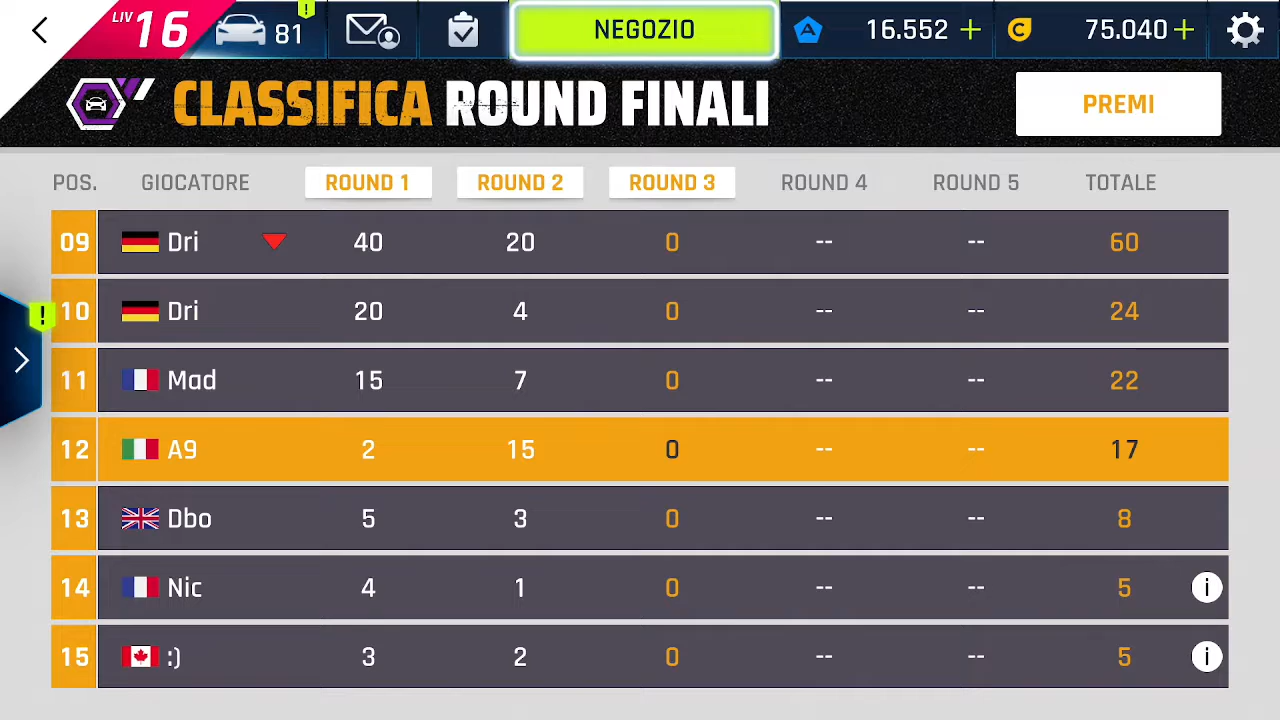 LIV 16 ! 81 NEGOZIO A 16.552 + C 75.040 +
CLASSIFICA ROUND FINALI PREMI
POS. GIOCATORE ROUND 1 ROUND 2 ROUND 3 ROUND 4 ROUND 5 TOTALE
09 Dri 40 20 0 -- -- 60
! 10 Dri 20 4 0 -- -- 24
11 Mad 15 7 0 -- -- 22
12 A9 2 15 0 -- -- 17
13 Dbo 5 3 0 -- -- 8
14 Nic 4 1 0 -- -- 5 i
15 :) 3 2 0 -- -- 5 i